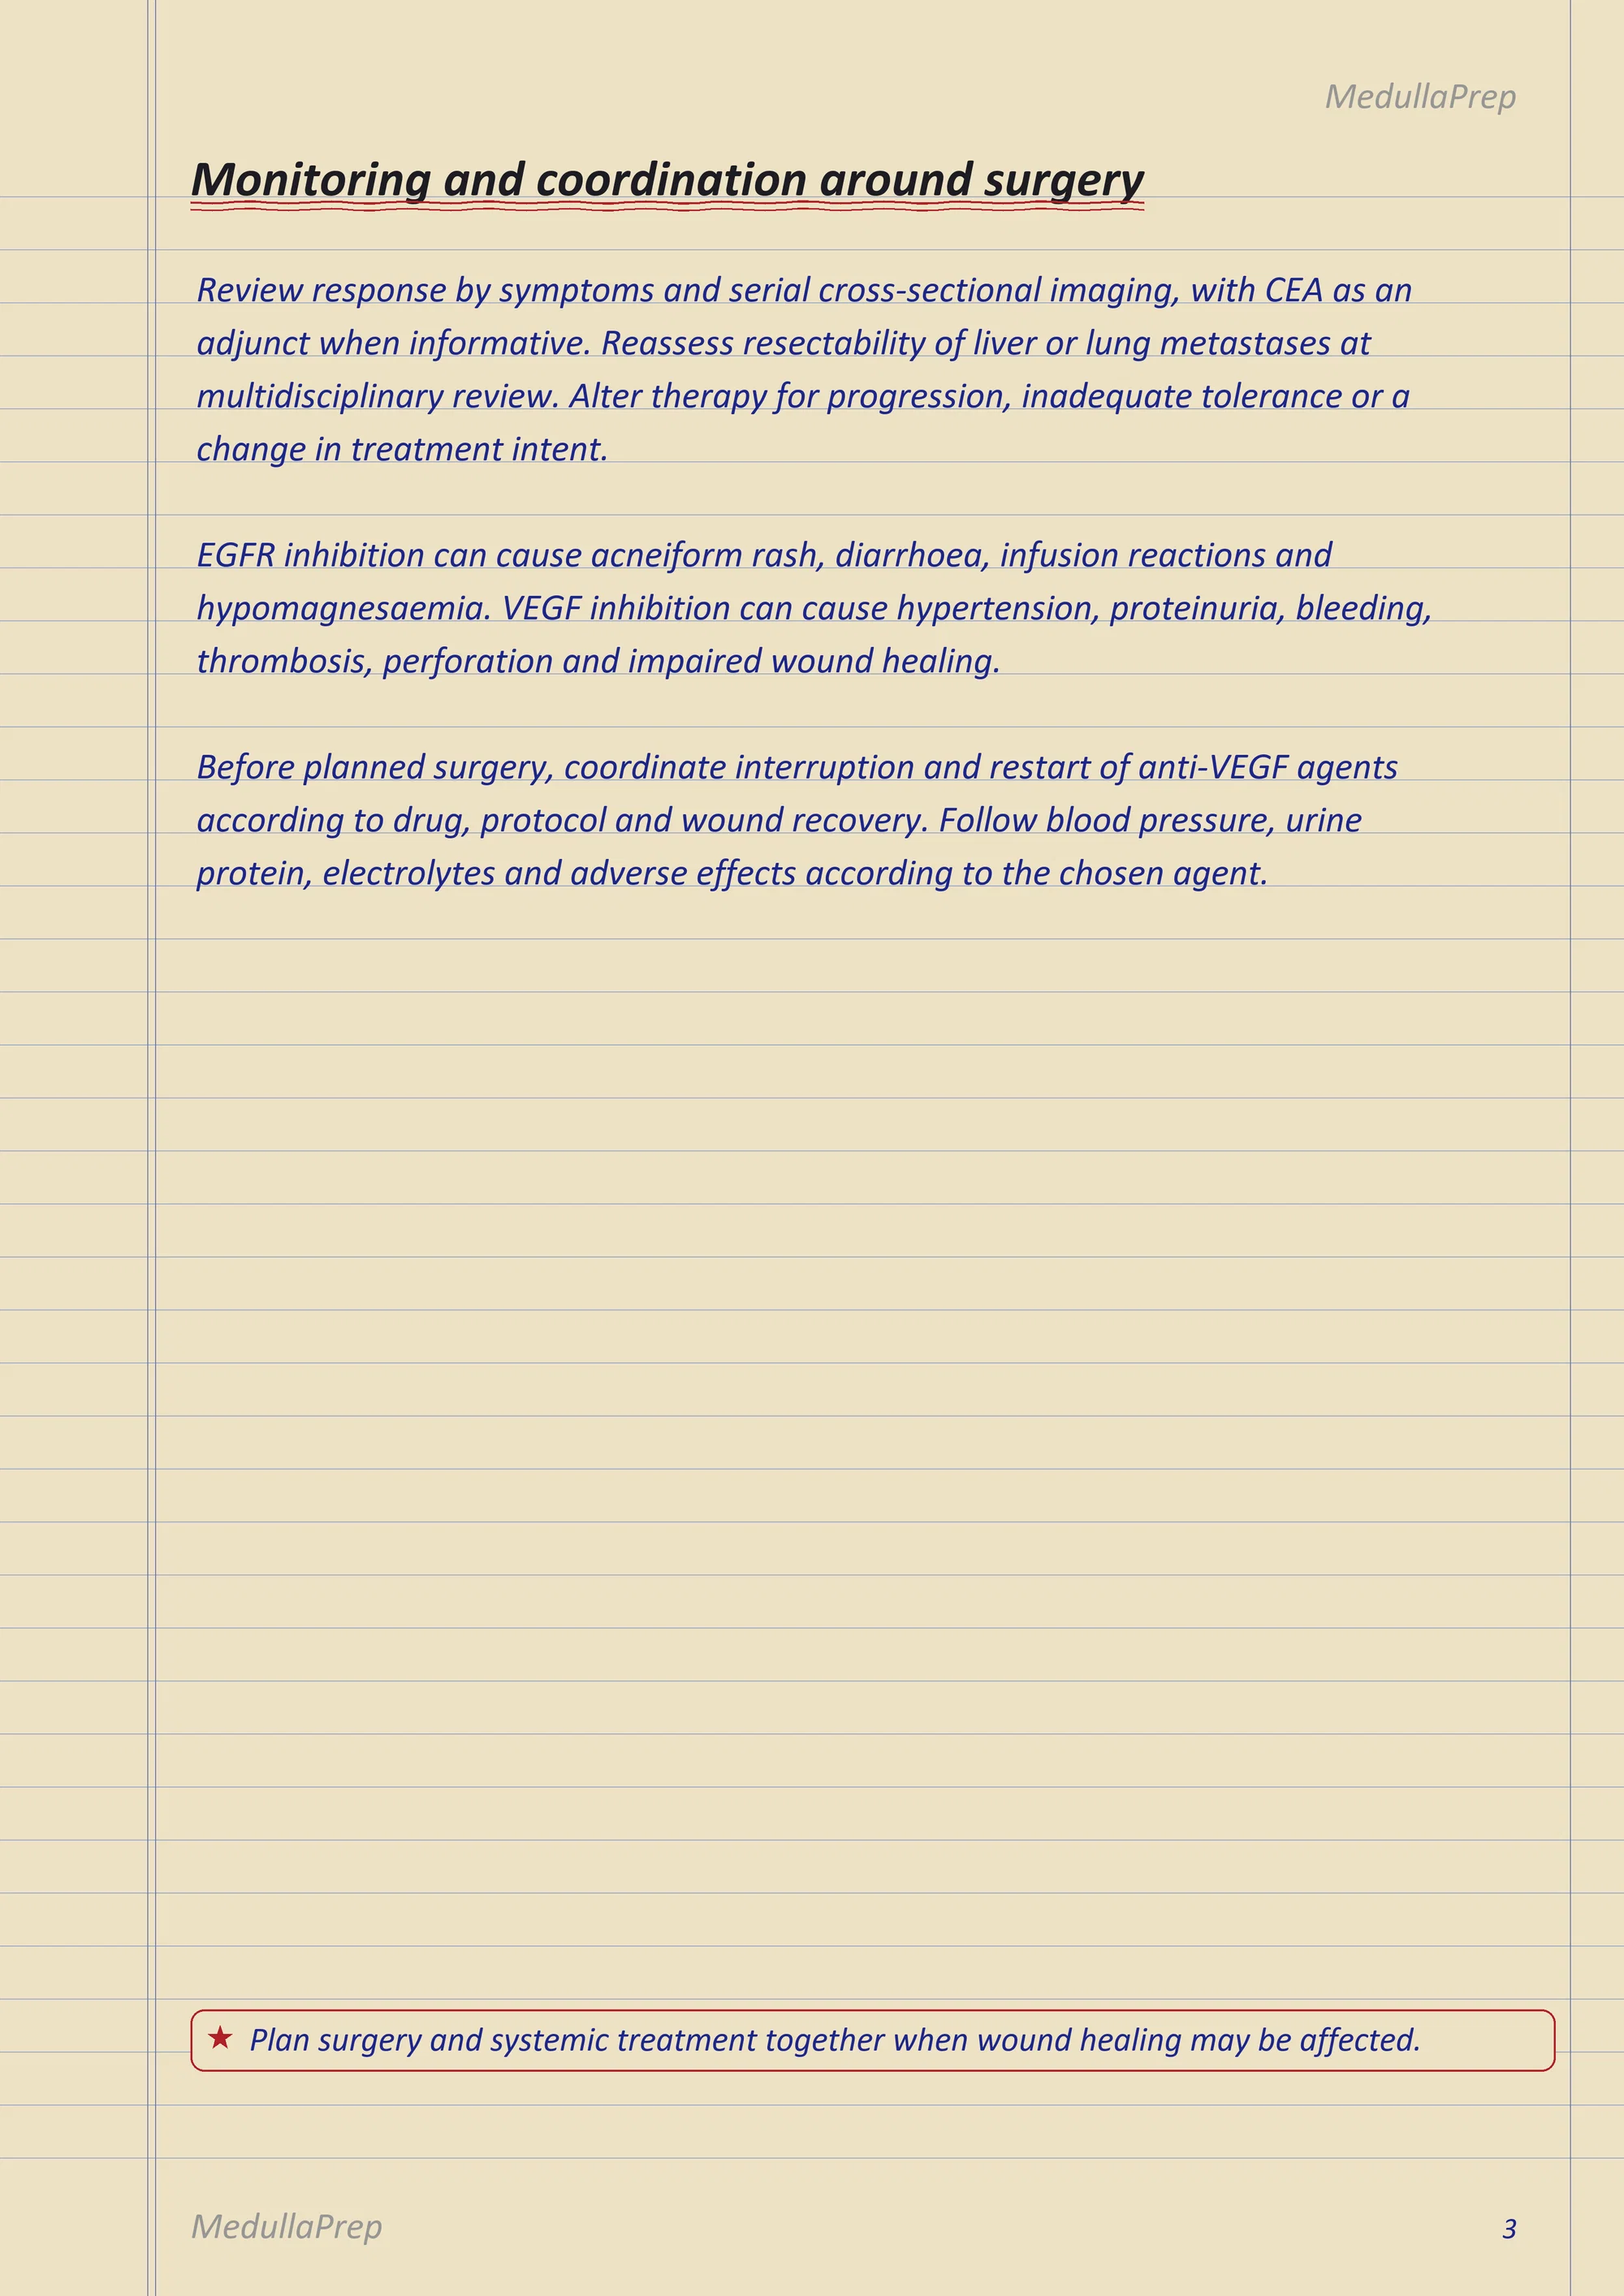 MedullaPrep
Monitoring and coordination around surgery
Review response by symptoms and serial cross-sectional imaging, with CEA as an
adjunct when informative. Reassess resectability of liver or lung metastases at
multidisciplinary review. Alter therapy for progression, inadequate tolerance or a
change in treatment intent.
EGFR inhibition can cause acneiform rash, diarrhoea, infusion reactions and
hypomagnesaemia. VEGF inhibition can cause hypertension, proteinuria, bleeding,
thrombosis, perforation and impaired wound healing.
Before planned surgery, coordinate interruption and restart of anti-VEGF agents
according to drug, protocol and wound recovery. Follow blood pressure, urine
protein, electrolytes and adverse effects according to the chosen agent.
★ Plan surgery and systemic treatment together when wound healing may be affected.
MedullaPrep
3